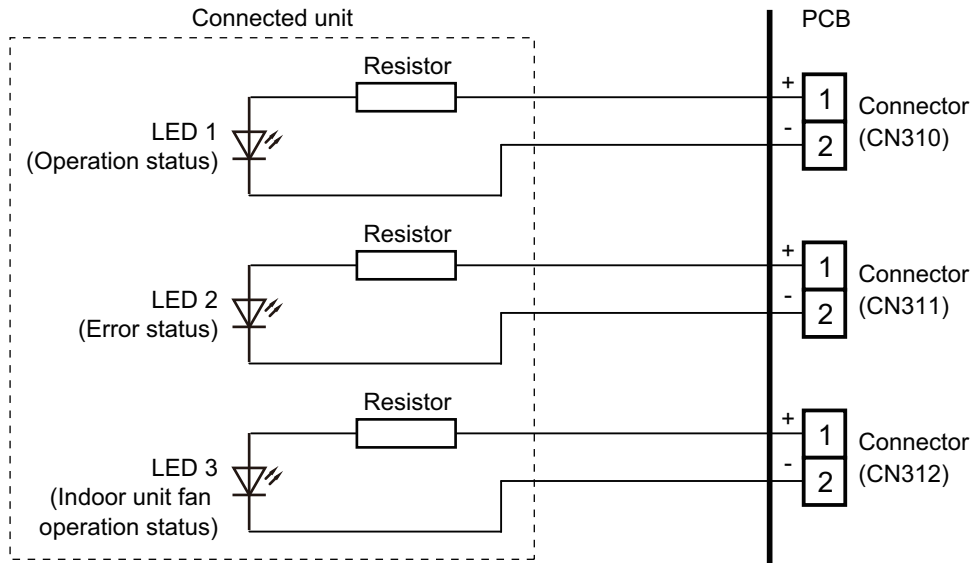 Connected unit
PCB
Resistor
LED 1
(Operation status)
+
1
-
2
Connector
(CN310)
Resistor
LED 2
(Error status)
+
1
-
2
Connector
(CN311)
Resistor
LED 3
(Indoor unit fan
operation status)
+
1
-
2
Connector
(CN312)